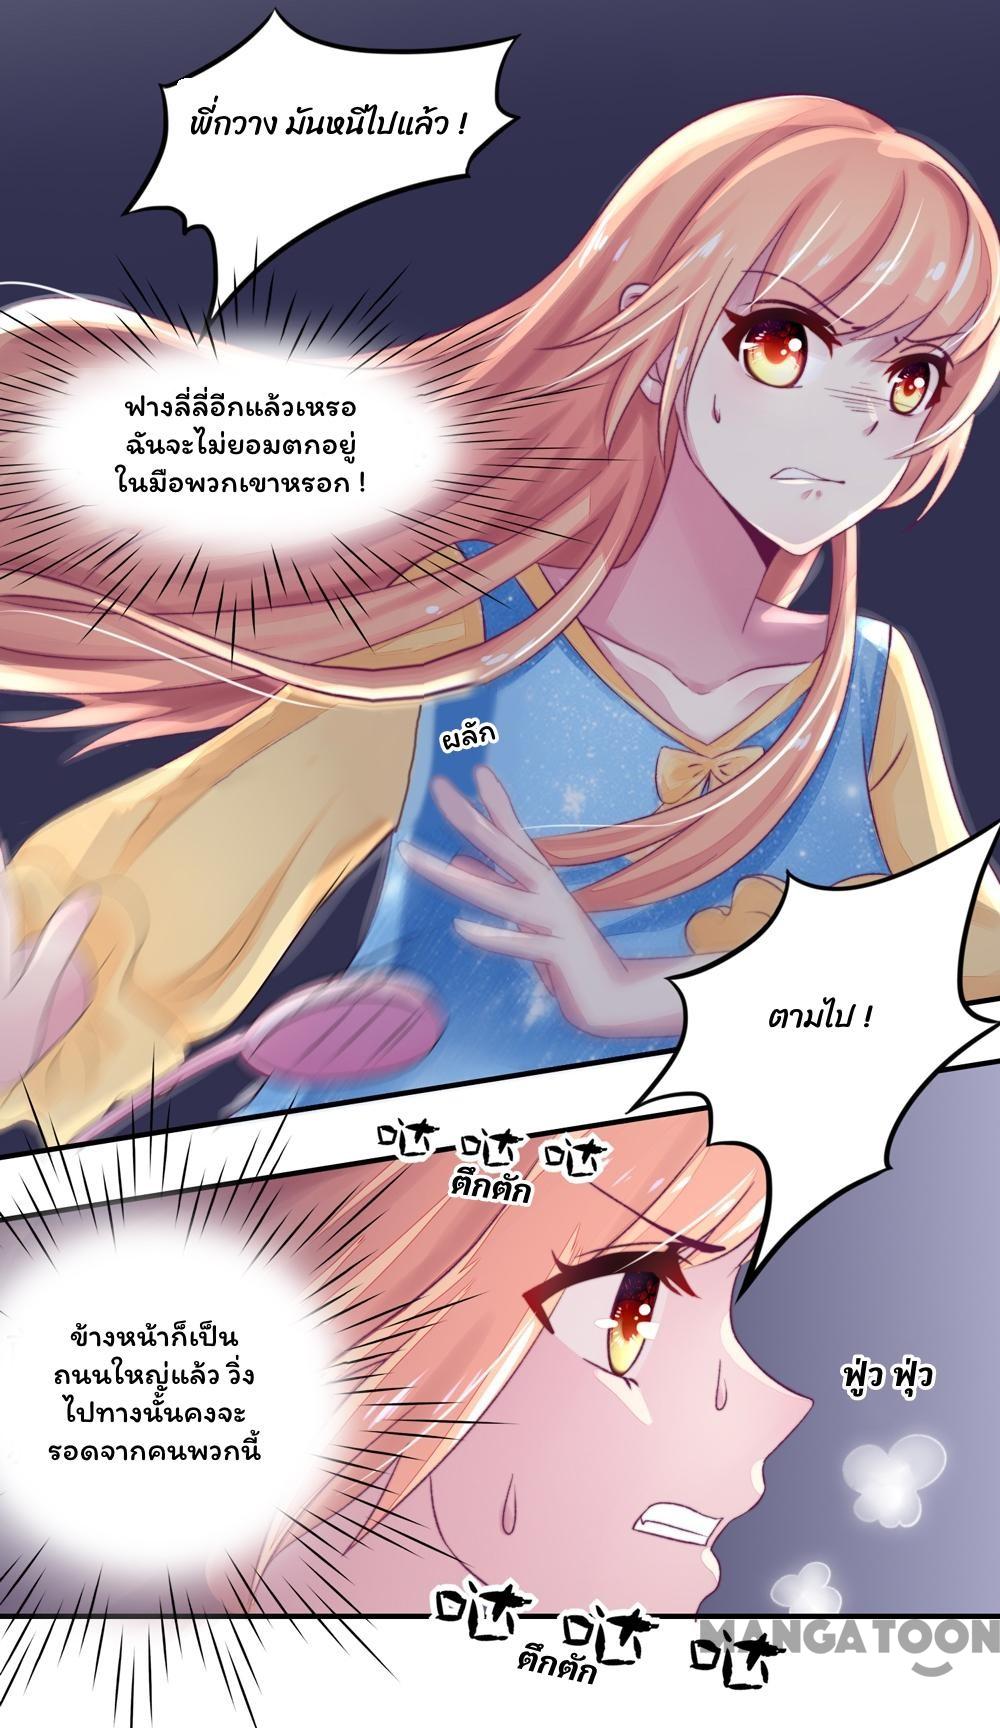 พี่กวาง มันหนีไปแล้ว !
ฟางลี่ลี่อีกแล้วเหรอ
ฉันจะไม่ยอมตกอยู่
ในมือพวกเขาหรอก !
ผลัก
ตามไป !
哒 哒 哒
ตึกตัก
ข้างหน้าก็เป็น
ถนนใหญ่แล้ว วิ่ง
ไปทางนั้นคงจะ
รอดจากคนพวกนี้
ฟู่ว ฟุ่ว
哒 哒 哒
ตึกตัก
MANGATOON